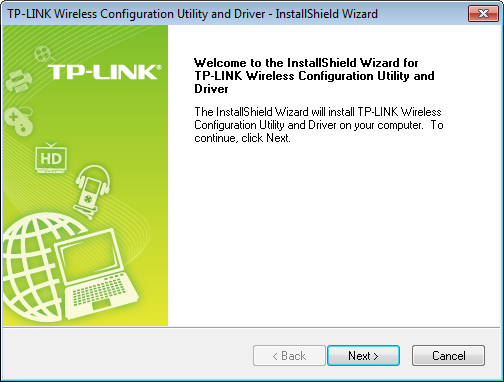 TP-LINK Wireless Configuration Utility and Driver - InstallShield Wizard
TP-LINK®
HD
Welcome to the InstallShield Wizard for
TP-LINK Wireless Configuration Utility and
Driver
The InstallShield Wizard will install TP-LINK Wireless
Configuration Utility and Driver on your computer.  To
continue, click Next.
< Back
Next >
Cancel